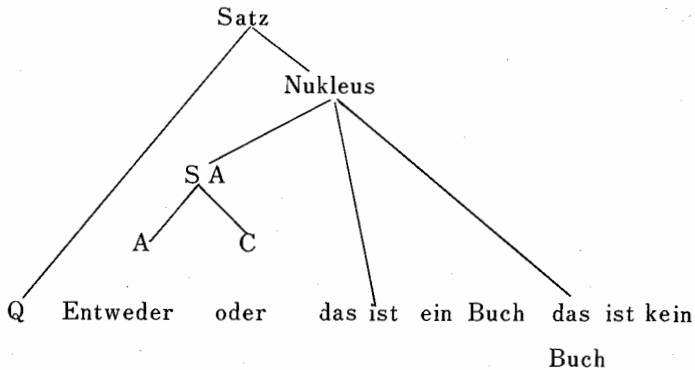 Satz
Nukleus
S A
A C
Q Entweder oder das ist ein Buch das ist kein
Buch